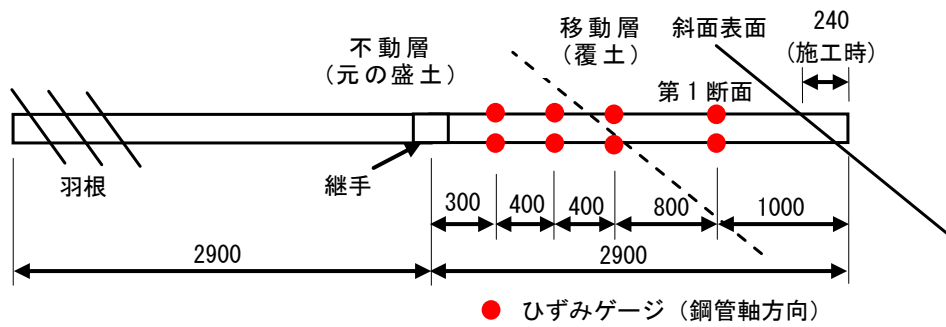 不動層
(元の盛土)
移動層
(覆土)
斜面表面
240
(施工時)
第１断面
羽根
継手
300
400
400
800
1000
2900
2900
ひずみゲージ（鋼管軸方向）